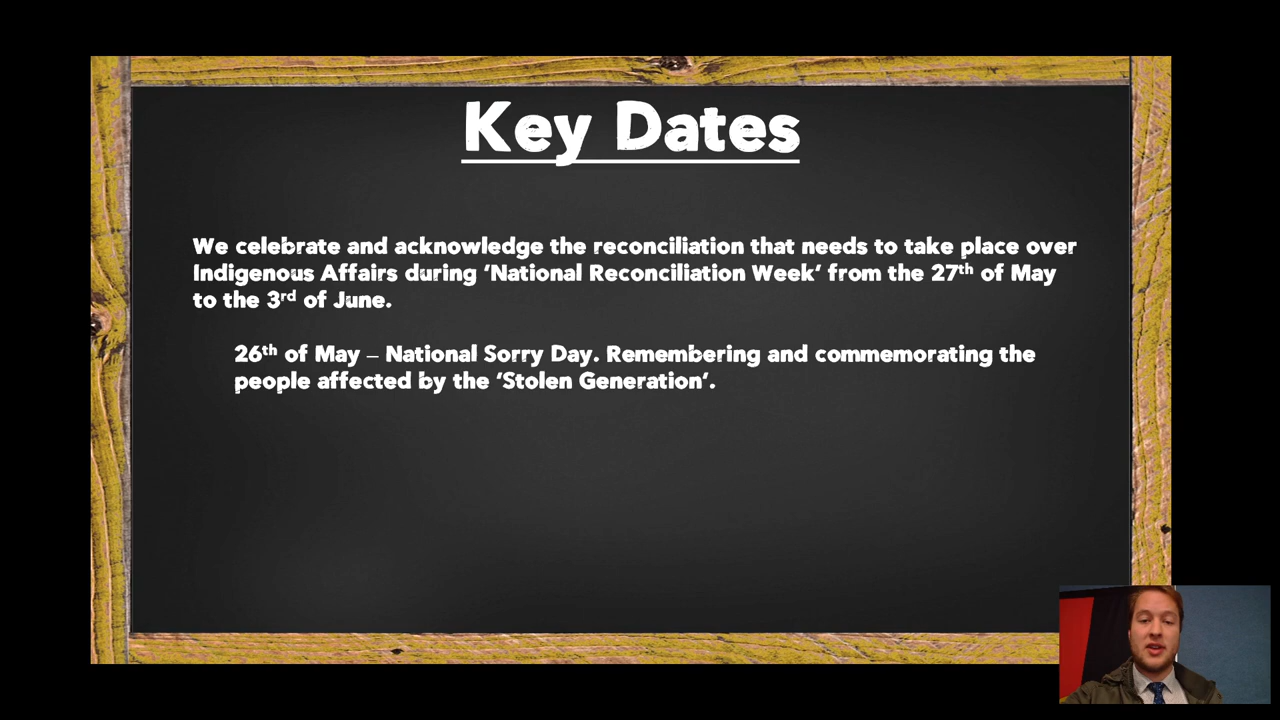 Key Dates
We celebrate and acknowledge the reconciliation that needs to take place over
Indigenous Affairs during ‘National Reconciliation Week’ from the 27th of May
to the 3rd of June.
26th of May – National Sorry Day. Remembering and commemorating the
people affected by the ‘Stolen Generation’.